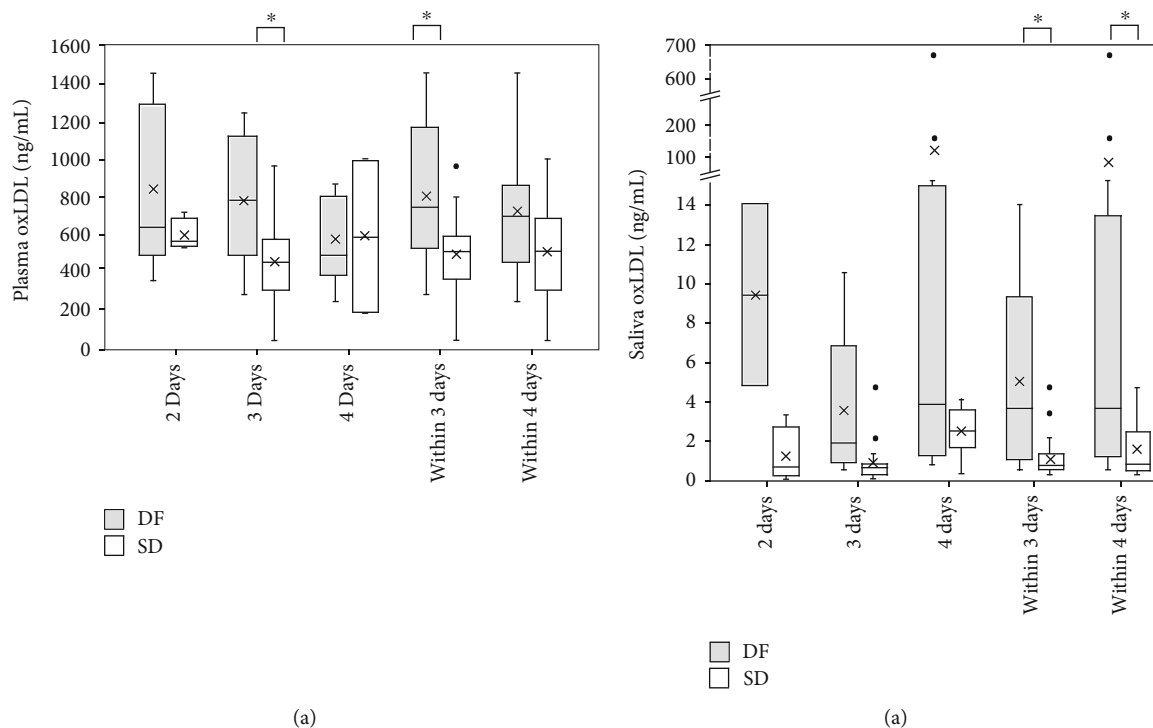 *
*
1600
1400
1200
1000
800
600
400
200
0
Plasma oxLDL (ng/mL)
2 Days
3 Days
4 Days
Within 3 days
Within 4 days
DF
SD
(a)
*
*
700
600
200
100
14
12
10
8
6
4
2
0
Saliva oxLDL (ng/mL)
2 days
3 days
4 days
Within 3 days
Within 4 days
DF
SD
(a)